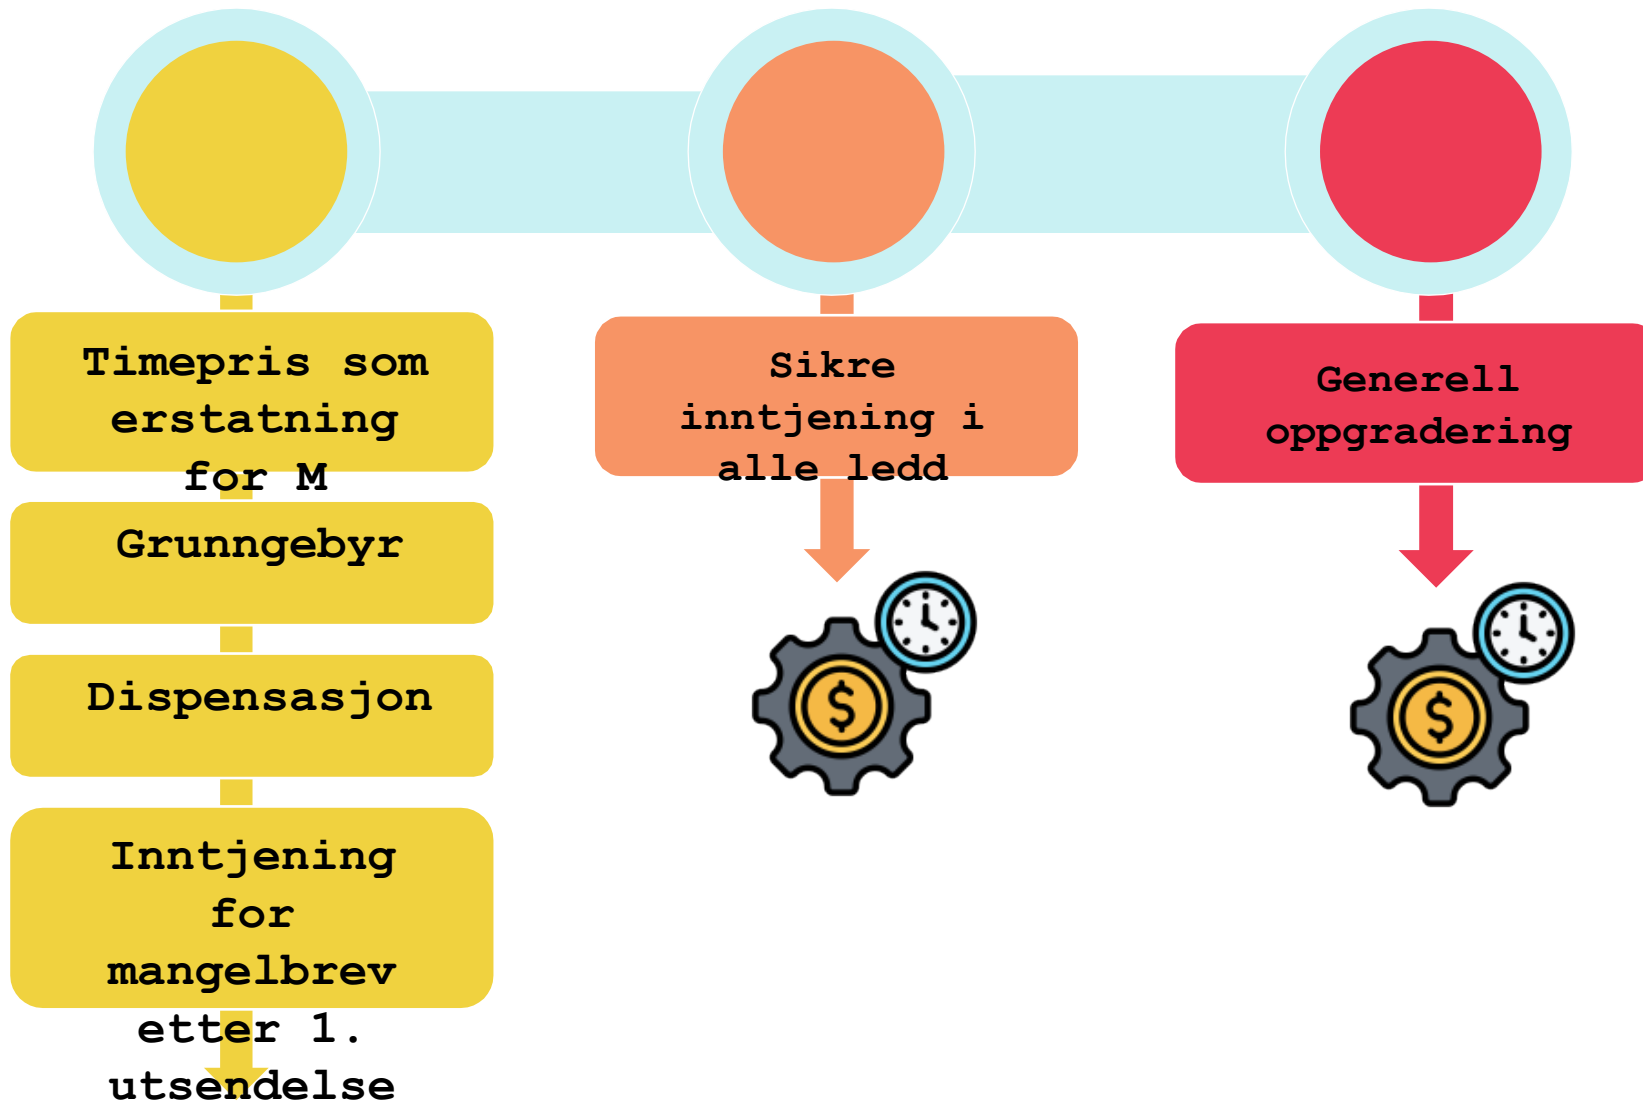 Timepris som
erstatning
for M
Grunngebyr
Dispensasjon
Inntjening
for
mangelbrev
etter 1.
utsendelse
Sikre
inntjening i
alle ledd
Generell
oppgradering
$
$